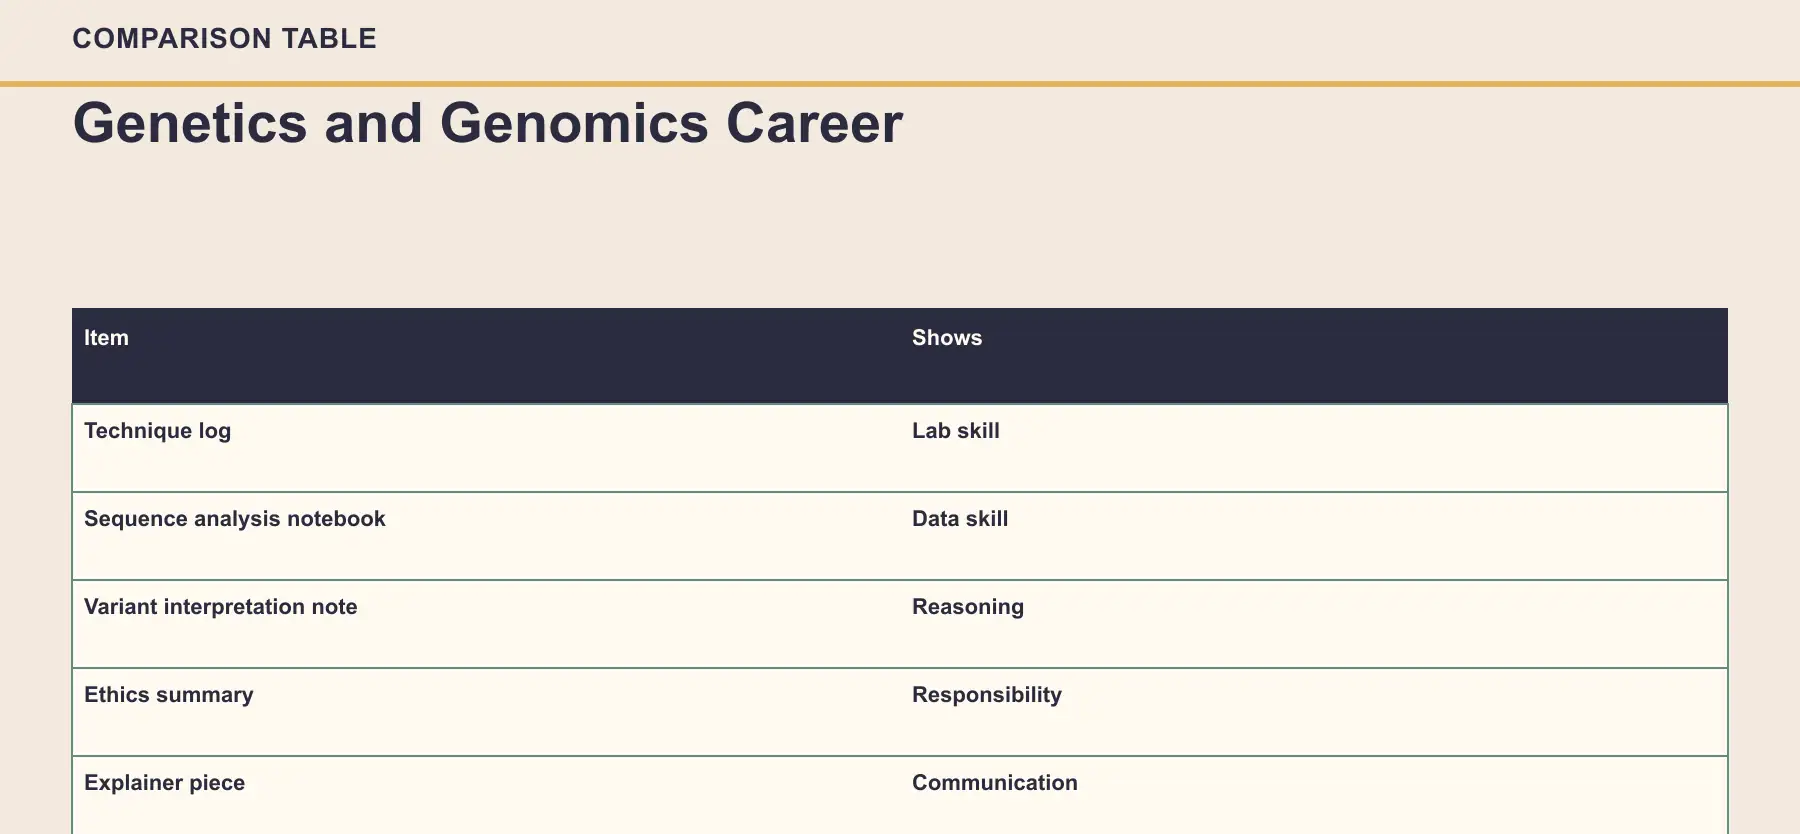 COMPARISON TABLE
Genetics and Genomics Career
Item Shows
Technique log Lab skill
Sequence analysis notebook Data skill
Variant interpretation note Reasoning
Ethics summary Responsibility
Explainer piece Communication